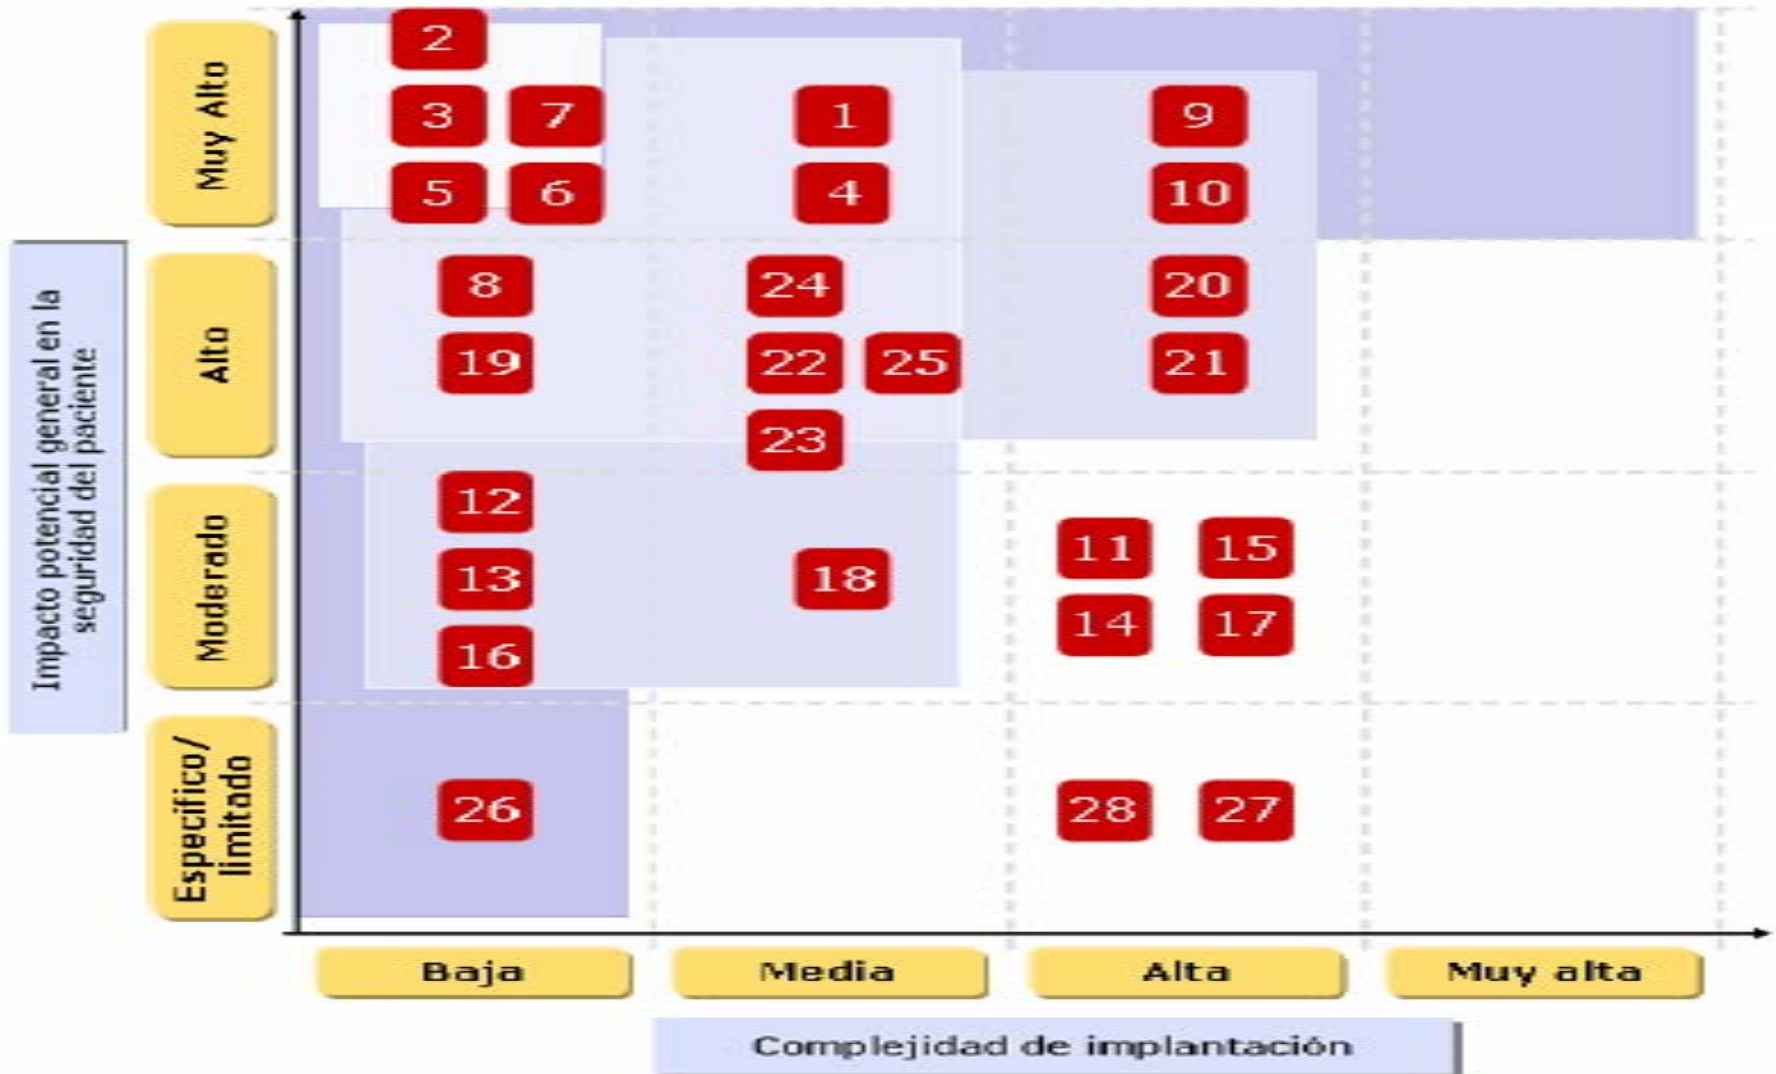 2
3 7 1 9
5 6 4 10
Muy Alto
8 24 20
19 22 25 21
23
Alto
Impacto potencial general en la
seguridad del paciente
12
11 15
13 18
14 17
16
Moderado
26 28 27
Específico/
limitado
Baja Media Alta Muy alta
Complejidad de implantación